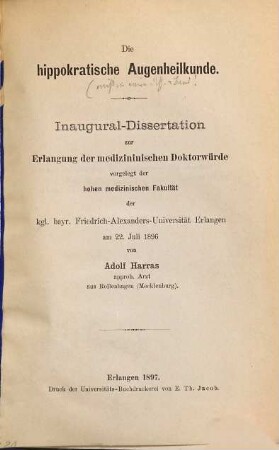 Die
hippokratische Augenheilkunde.
Inaugural-Dissertation
zur
Erlangung der medizininischen Doktorwürde
vorgelegt der
hohen medizinischen Fakultät
der
kgl. bayr. Friedrich-Alexanders-Universität Erlangen
am 22. Juli 1896
von
Adolf Harras
approb. Arzt
aus (Mecklenburg).
Erlangen 1897.
Druck der Universitäts-Buchdruckerei von E. Th. Jacob.